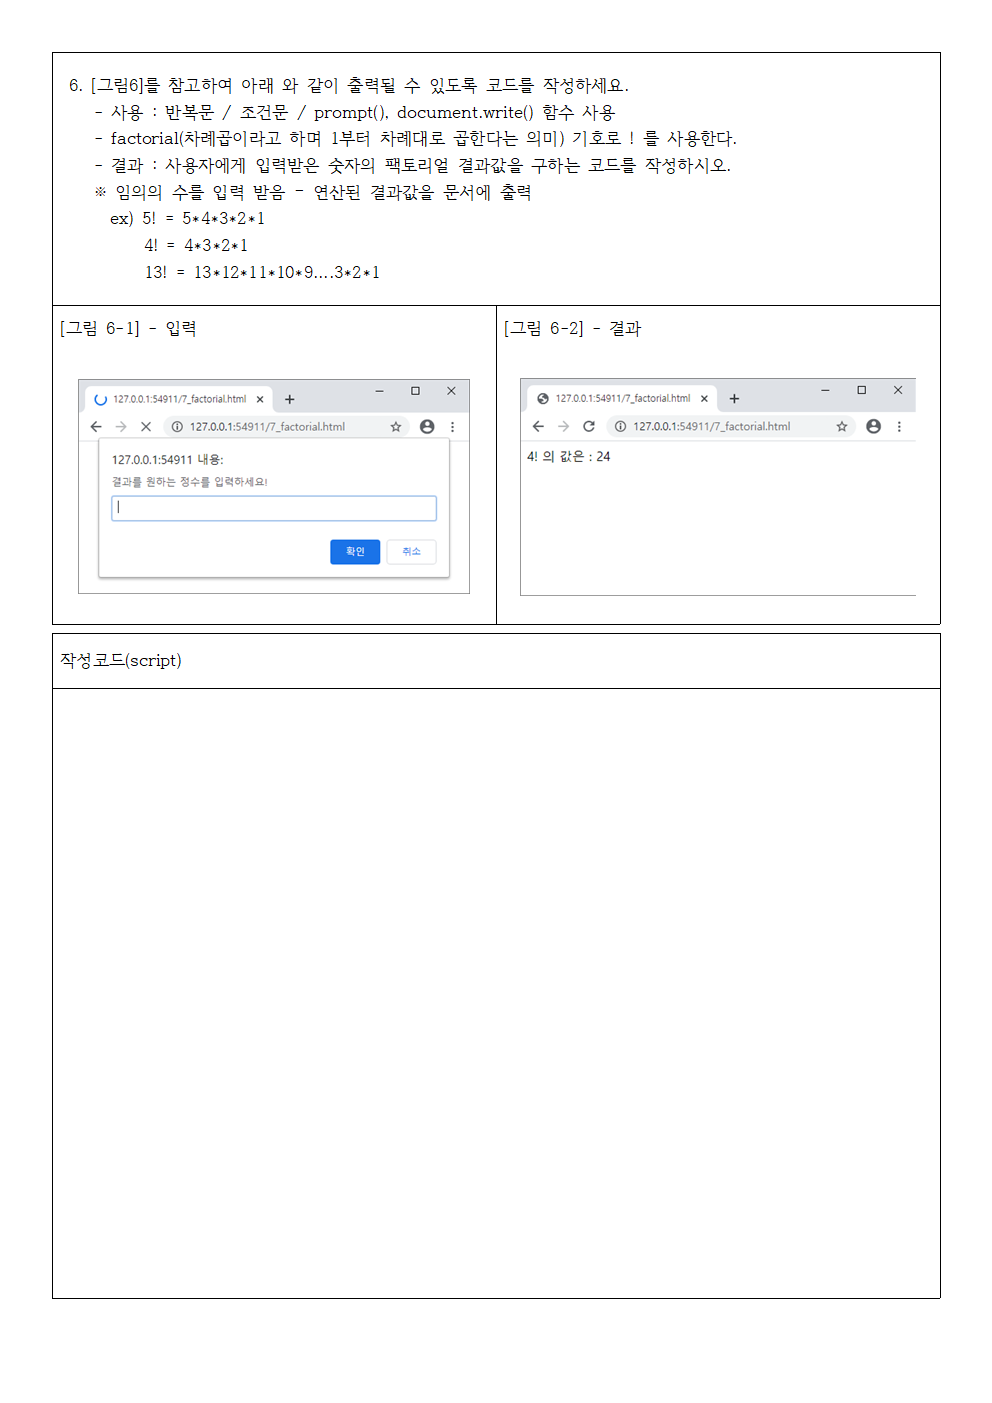 6. [그림6]를 참고하여 아래 와 같이 출력될 수 있도록 코드를 작성하세요.
- 사용 : 반복문 / 조건문 / prompt(), document.write() 함수 사용
- factorial(차례곱이라고 하며 1부터 차례대로 곱한다는 의미) 기호로 ! 를 사용한다.
- 결과 : 사용자에게 입력받은 숫자의 팩토리얼 결과값을 구하는 코드를 작성하시오.
※ 임의의 수를 입력 받음 - 연산된 결과값을 문서에 출력
ex) 5! = 5*4*3*2*1
4! = 4*3*2*1
13! = 13*12*11*10*9....3*2*1
[그림 6-1] - 입력
127.0.0.1:54911/7_factorial.html
127.0.0.1:54911/7_factorial.html
127.0.0.1:54911 내용:
결과를 원하는 정수를 입력하세요!
확인 취소
[그림 6-2] - 결과
127.0.0.1:54911/7_factorial.html
127.0.0.1:54911/7_factorial.html
4! 의 값은 : 24
작성코드(script)